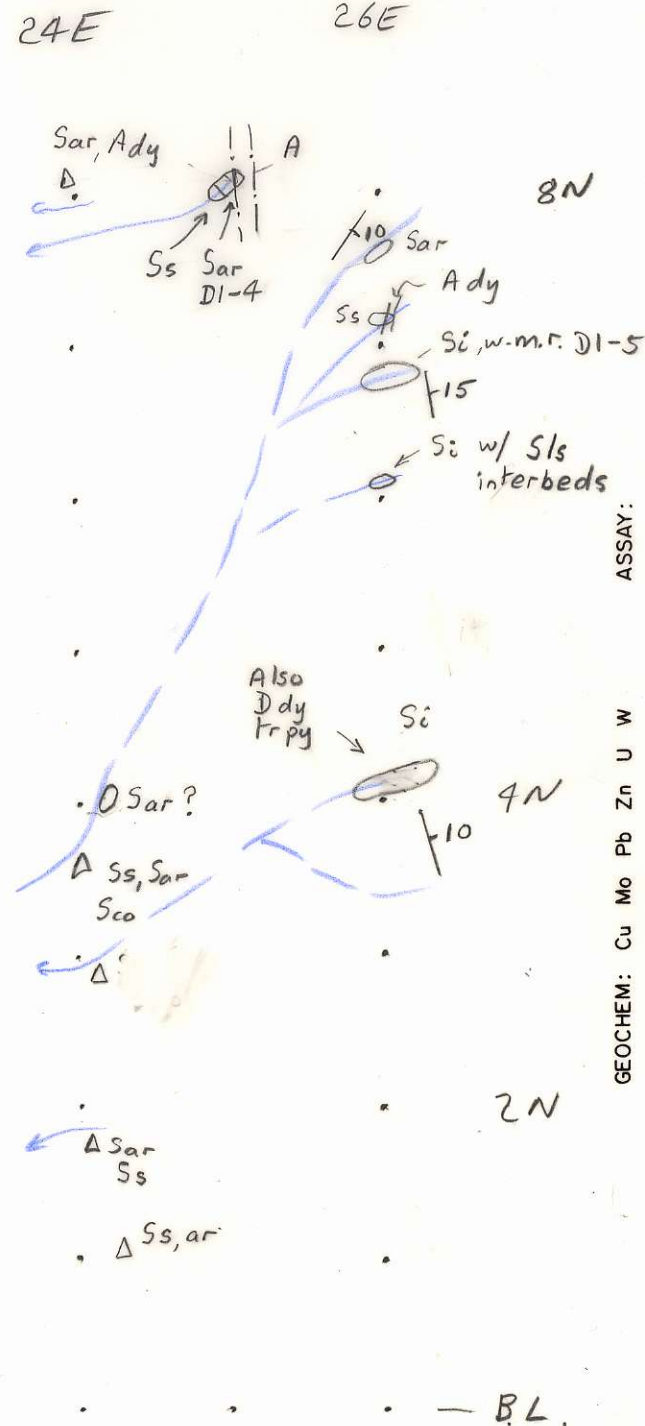 24E
26E
Sar, Ady
A
8N
10
Sar
Ss
Sar
D1-4
Ady
Ss
Si, w-m.r. D1-5
15
Si w/ Sls
interbeds
ASSAY:
Also
Ddy
tr py
Si
4N
Sar?
10
Ss, Sar
Sco
GEOCHEM: Cu Mo Pb Zn U W
2N
Sar
Ss
Ss, ar
B.L.